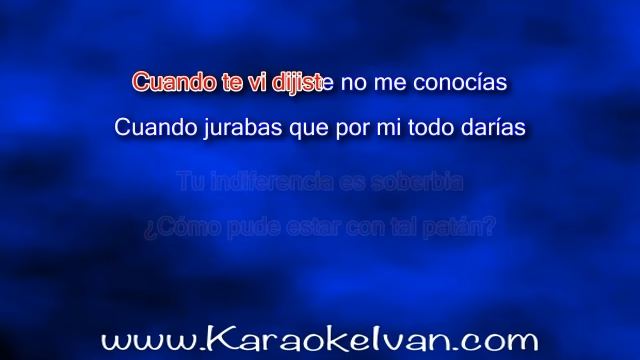 Cuando te vi dijiste no me conocías
Cuando jurabas que por mi todo darías
Tu indiferencia es soberbia
¿Cómo pude estar con tal patán?
www.KaraokeIvan.com